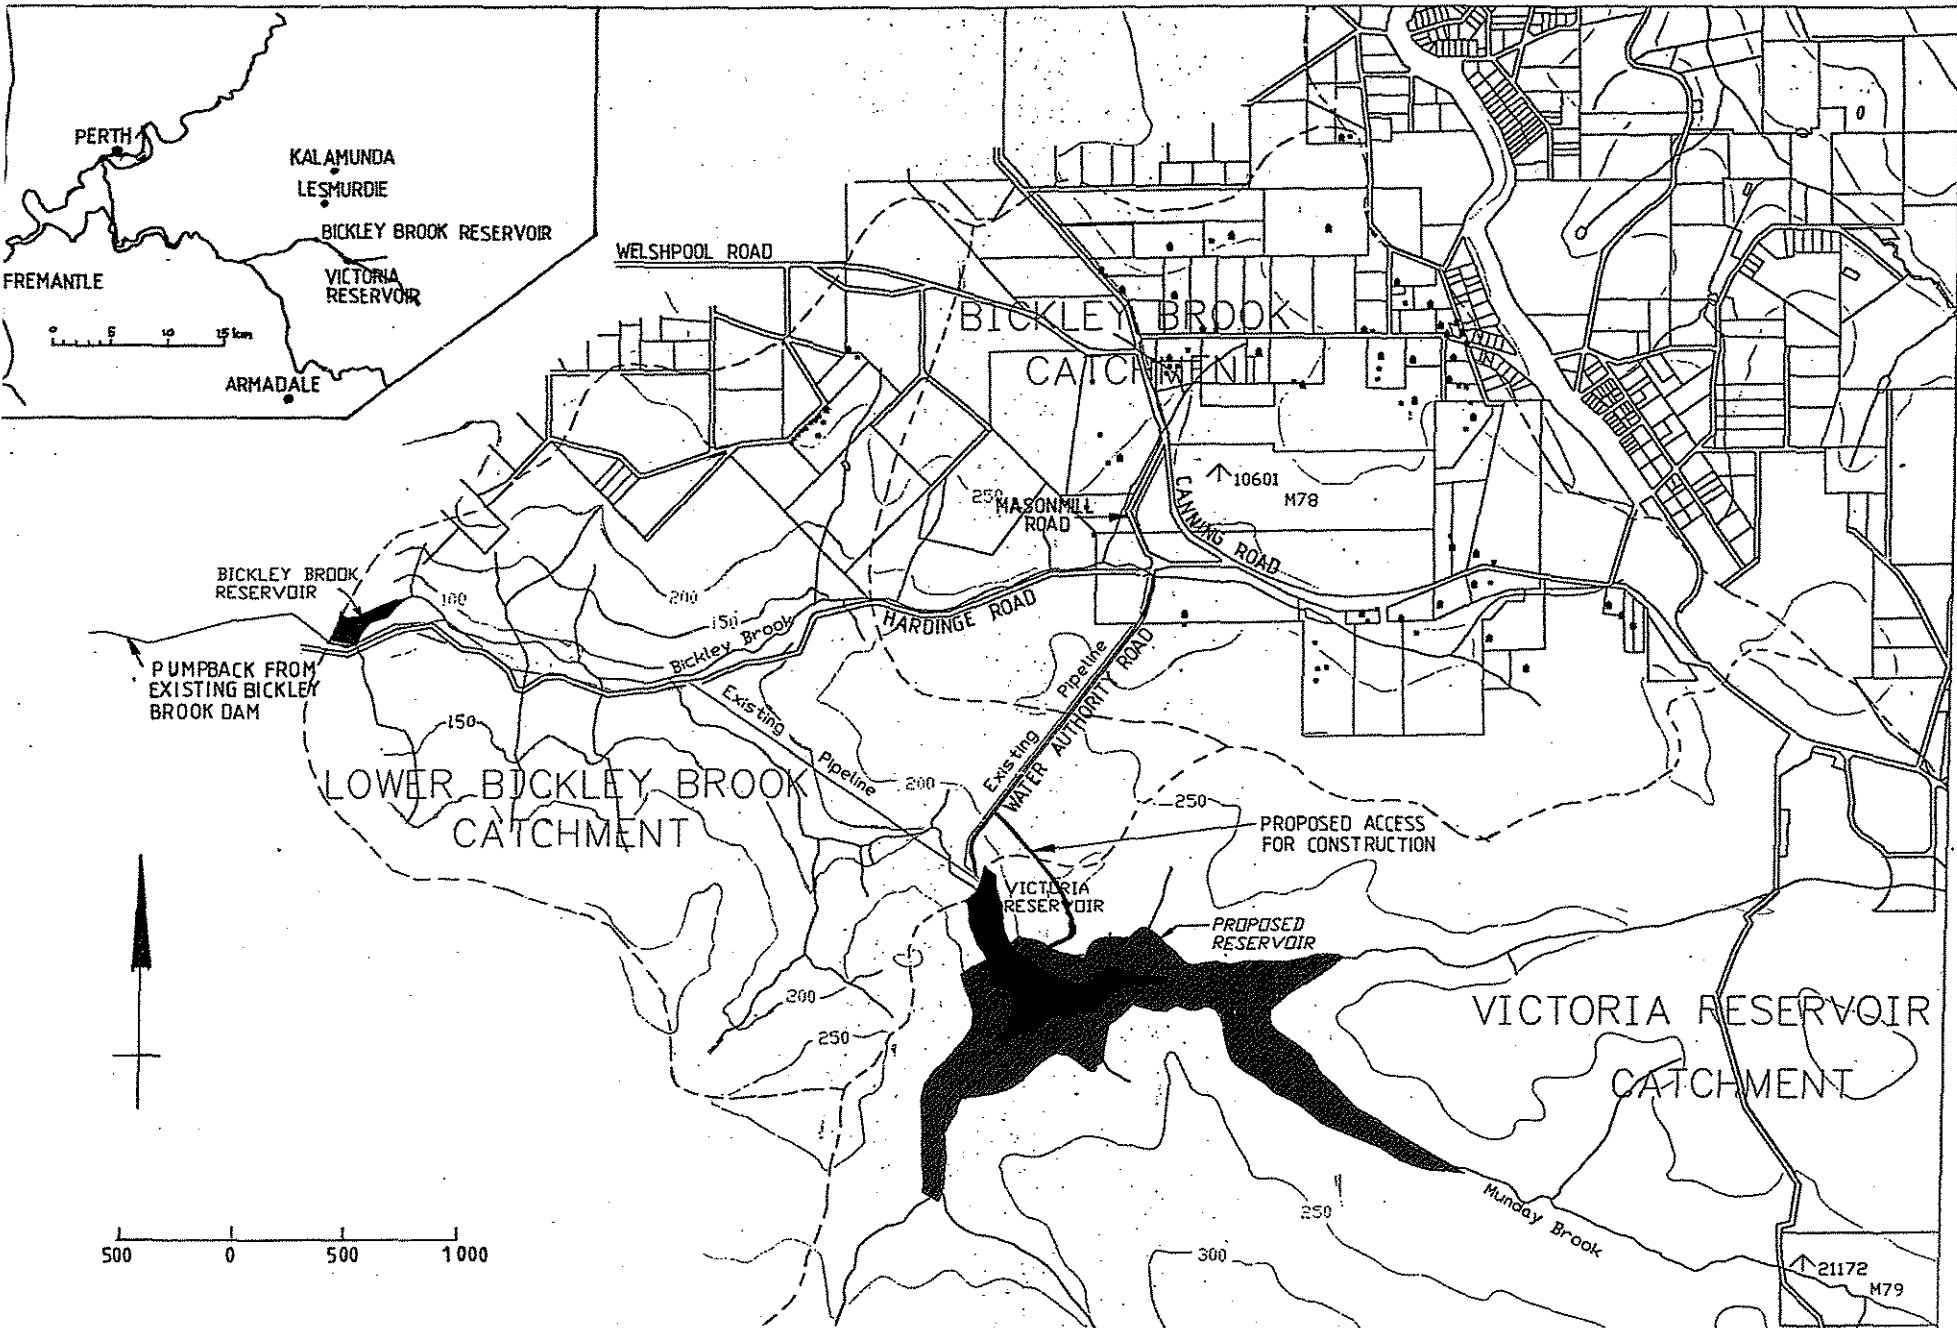 PERTH
KALAMUNDA
LESMURDIE
BICKLEY BROOK RESERVOIR
FREMANTLE
VICTORIA
RESERVOIR
0 5 10 15 km
ARMADALE
WELSHPOOL ROAD
BICKLEY BROOK
CATCHMENT
10601
M78
250
MASONMILL
ROAD
CANNING ROAD
BICKLEY BROOK
RESERVOIR
100
200
150
Bickley Brook
HARDINGE ROAD
PUMPBACK FROM
EXISTING BICKLEY
BROOK DAM
150
Existing Pipeline
Existing Pipeline
WATER AUTHORITY ROAD
LOWER BICKLEY BROOK
CATCHMENT
200
250
PROPOSED ACCESS
FOR CONSTRUCTION
VICTORIA
RESERVOIR
PROPOSED
RESERVOIR
200
250
VICTORIA RESERVOIR
CATCHMENT
250
300
Munday Brook
500 0 500 1000
21172
M79